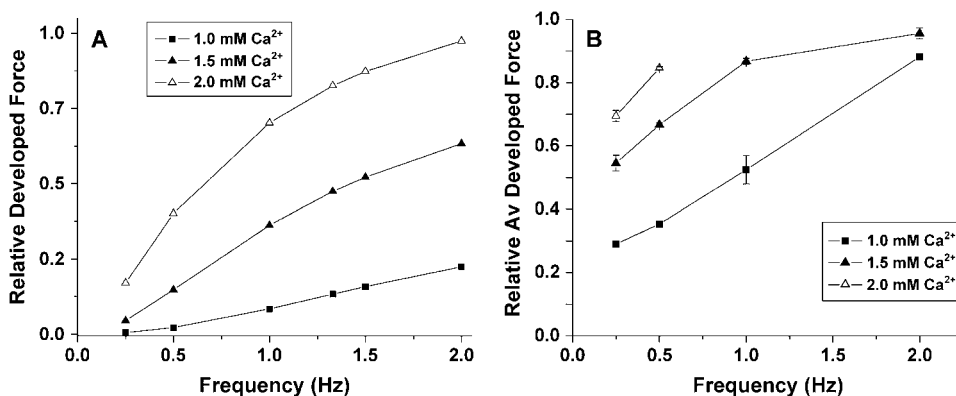 A
1.0 mM Ca²⁺
1.5 mM Ca²⁺
2.0 mM Ca²⁺
Relative Developed Force
1.0
0.7
0.5
0.2
0.0
0.0 0.5 1.0 1.5 2.0
Frequency (Hz)
B
Relative Av Developed Force
1.0
0.8
0.6
0.4
0.2
0.0
1.0 mM Ca²⁺
1.5 mM Ca²⁺
2.0 mM Ca²⁺
0.0 0.5 1.0 1.5 2.0
Frequency (Hz)